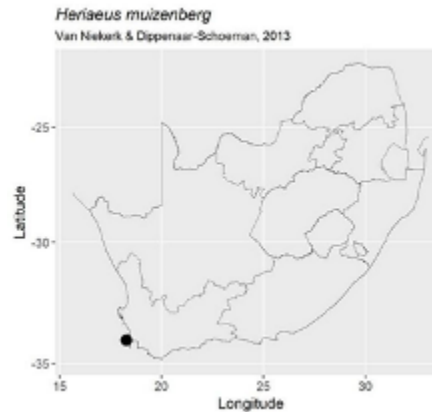 Heriaeus muizenberg
Van Niekerk & Dippenaar-Schoeman, 2013
-25
-30
-35
Latitude
15
20
25
30
Longitude